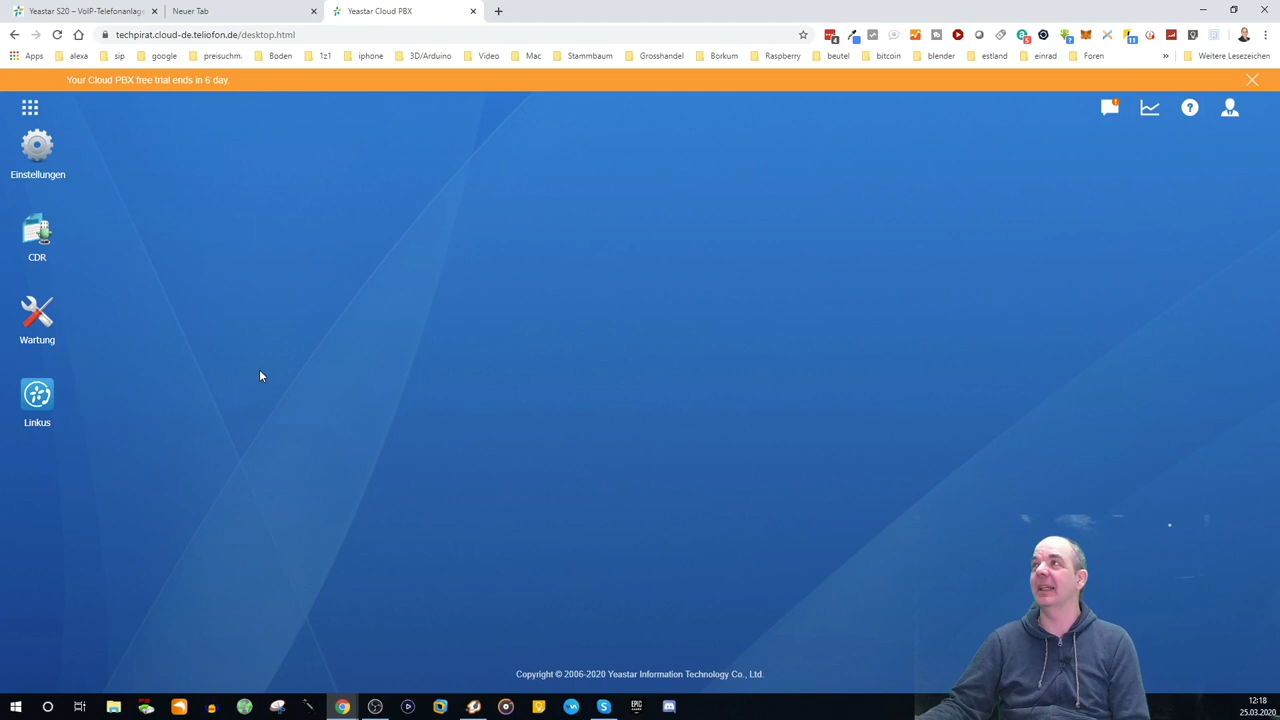 Yeastar S20 – VoIP-Telefonanlage
Neuer Tab
Yeastar Cloud PBX
techpirat.cloud-de.teliofon.de/desktop.html
Apps alexa sip google preisuchm. Boden 1z1 iphone 3D/Arduino Video Mac Stammbaum Grosshandel Borkum Raspberry beutel bitcoin blender estland einrad Foren » Weitere Lesezeichen
Your Cloud PBX free trial ends in 6 day.
Einstellungen
CDR
Wartung
Linkus
Copyright © 2006-2020 Yeastar Information Technology Co., Ltd.
12:18
25.03.2020